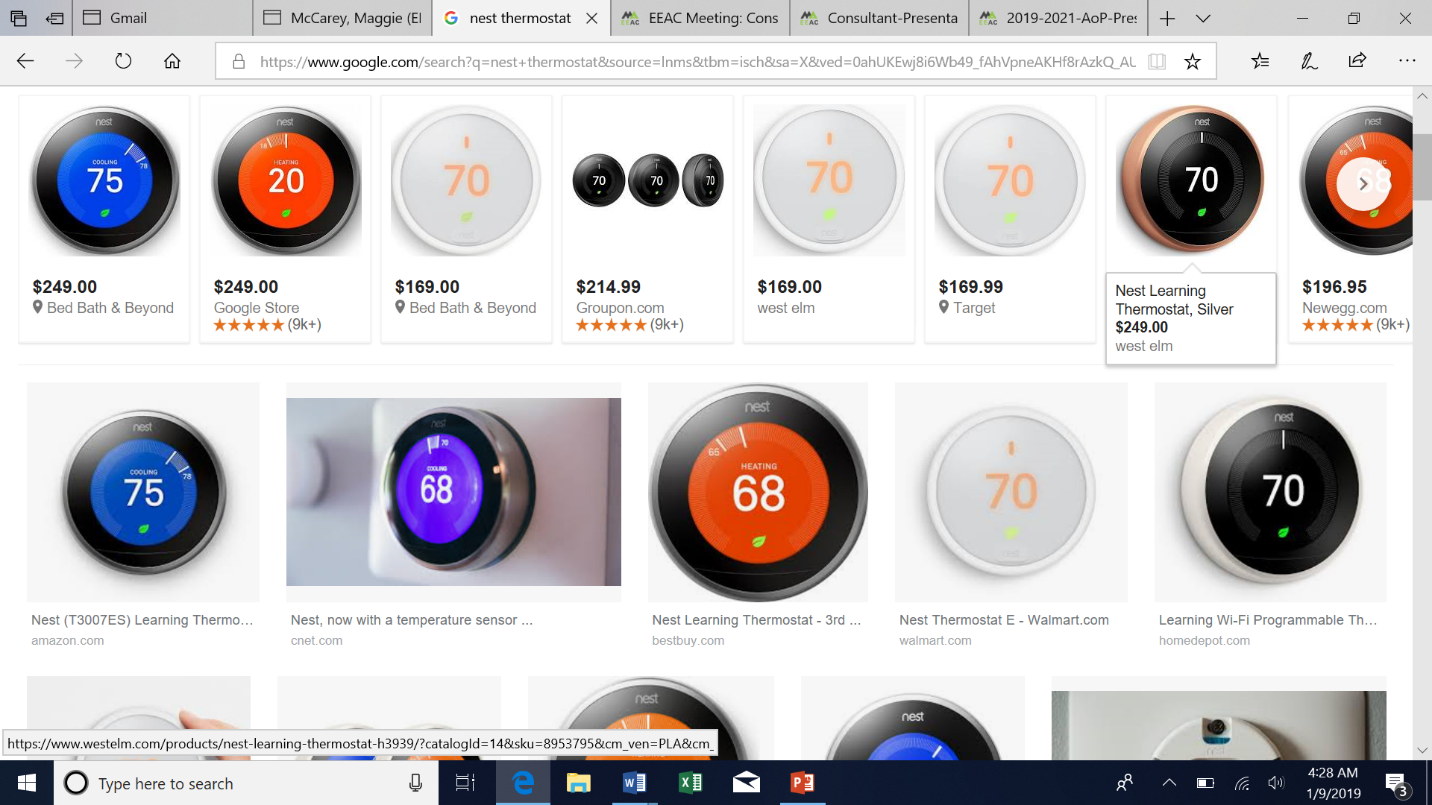 Gmail
McCarey, Maggie (El
nest thermostat
EEAC Meeting: Cons
Consultant-Presenta
2019-2021-AoP-Pres
https://www.google.com/search?q=nest+thermostat&source=lnms&tbm=isch&sa=X&ved=0ahUKEwj8i6Wb49_fAhVpneAKHf8rAzkQ_AU
nest
COOLING
75
78
nest
18
HEATING
20
70
70
70
70
70
70
nest
70
nest
65
68
$249.00
Bed Bath & Beyond
$249.00
Google Store
(9k+)
$169.00
Bed Bath & Beyond
$214.99
Groupon.com
(9k+)
$169.00
west elm
$169.99
Target
Nest Learning
Thermostat, Silver
$249.00
west elm
$196.95
Newegg.com
(9k+)
nest
COOLING
75
78
nest
70
COOLING
68
nest
65
HEATING
68
70
nest
nest
70
Nest (T3007ES) Learning Thermo...
amazon.com
Nest, now with a temperature sensor ...
cnet.com
Nest Learning Thermostat - 3rd ...
bestbuy.com
Nest Thermostat E - Walmart.com
walmart.com
Learning Wi-Fi Programmable Th...
homedepot.com
nest
nest
https://www.westelm.com/products/nest-learning-thermostat-h3939/?catalogId=14&sku=8953795&cm_ven=PLA&cm_
Type here to search
4:28 AM
1/9/2019
3